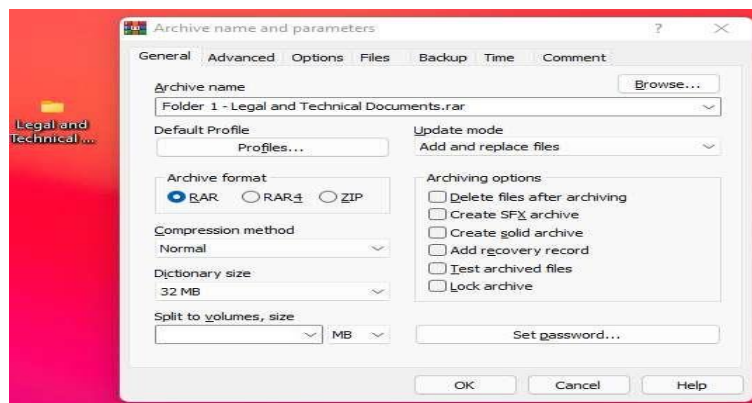 Archive name and parameters ? ×
General Advanced Options Files Backup Time Comment
Archive name
Browse...
Folder 1 - Legal and Technical Documents.rar
Legal and
Technical ...
Default Profile
Profiles...
Update mode
Add and replace files
Archive format
RAR RAR4 ZIP
Compression method
Normal
Dictionary size
32 MB
Split to volumes, size
MB
Archiving options
Delete files after archiving
Create SFX archive
Create solid archive
Add recovery record
Test archived files
Lock archive
Set password...
OK Cancel Help